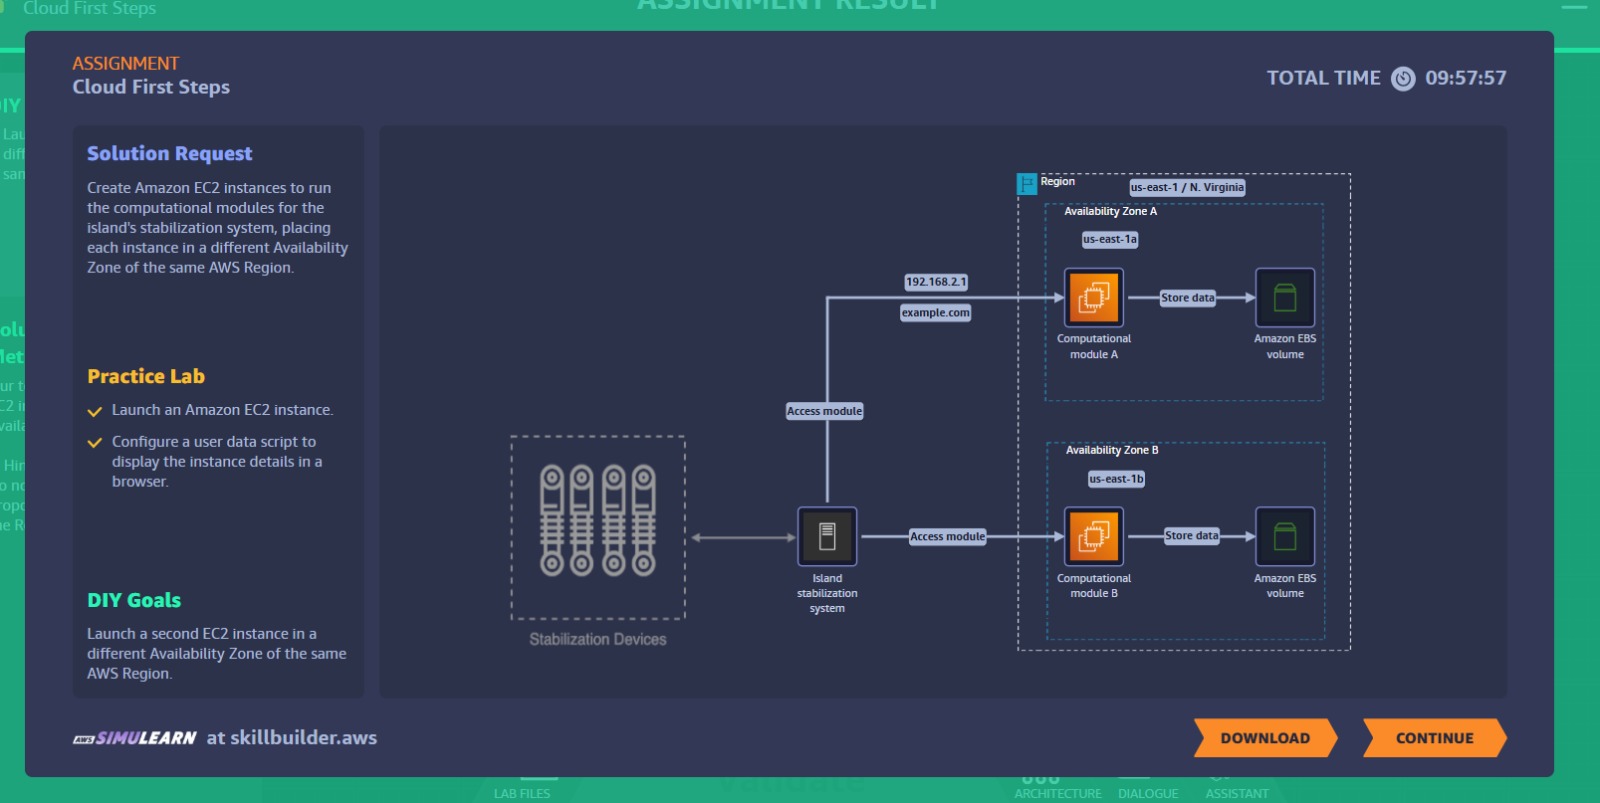 Cloud First Steps
ASSIGNMENT RESULT
ASSIGNMENT
Cloud First Steps
TOTAL TIME 09:57:57
Solution Request
Create Amazon EC2 instances to run
the computational modules for the
island's stabilization system, placing
each instance in a different Availability
Zone of the same AWS Region.
Practice Lab
Launch an Amazon EC2 instance.
Configure a user data script to
display the instance details in a
browser.
DIY Goals
Launch a second EC2 instance in a
different Availability Zone of the same
AWS Region.
Region
us-east-1 / N. Virginia
Availability Zone A
us-east-1a
192.168.2.1
example.com
Store data
Computational
module A
Amazon EBS
volume
Access module
Availability Zone B
us-east-1b
Access module
Store data
Computational
module B
Amazon EBS
volume
Island
stabilization
system
Stabilization Devices
AWS SIMULEARN at skillbuilder.aws
DOWNLOAD
CONTINUE
Validate
LAB FILES
ARCHITECTURE
DIALOGUE
ASSISTANT